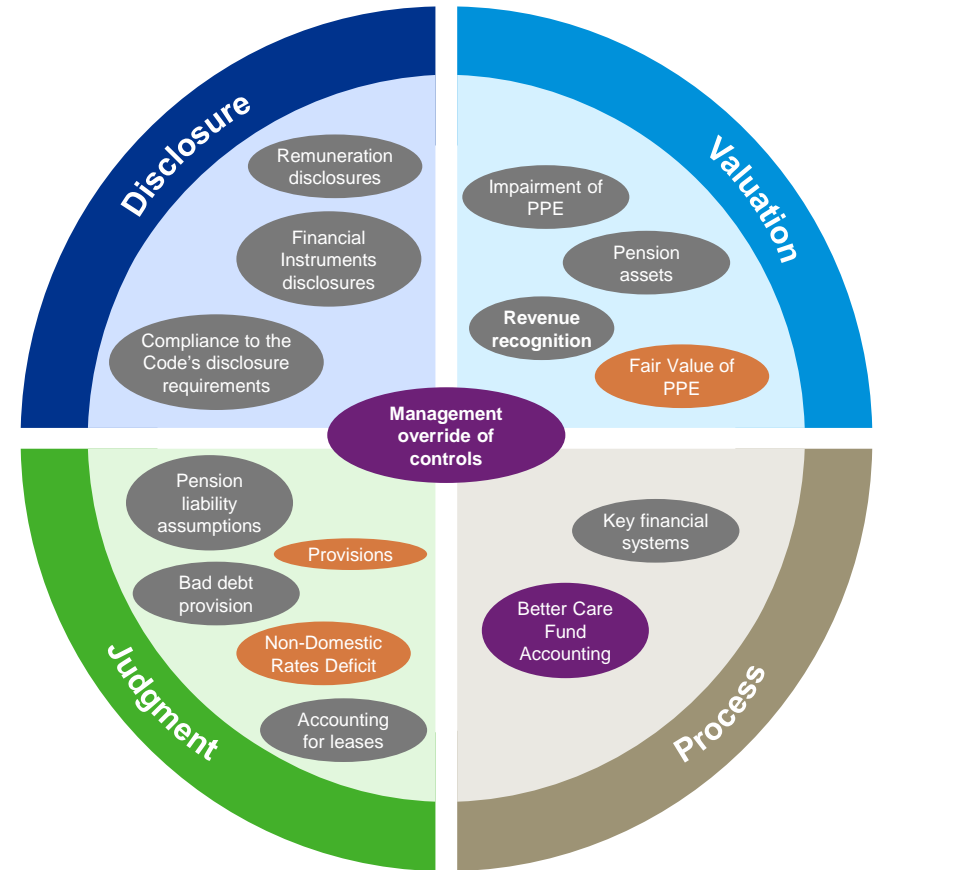 Disclosure
Remuneration
disclosures
Financial
Instruments
disclosures
Compliance to the
Code’s disclosure
requirements
Valuation
Impairment of
PPE
Pension
assets
Revenue
recognition
Fair Value of
PPE
Management
override of
controls
Judgment
Pension
liability
assumptions
Provisions
Bad debt
provision
Non-Domestic
Rates Deficit
Accounting
for leases
Process
Key financial
systems
Better Care
Fund
Accounting